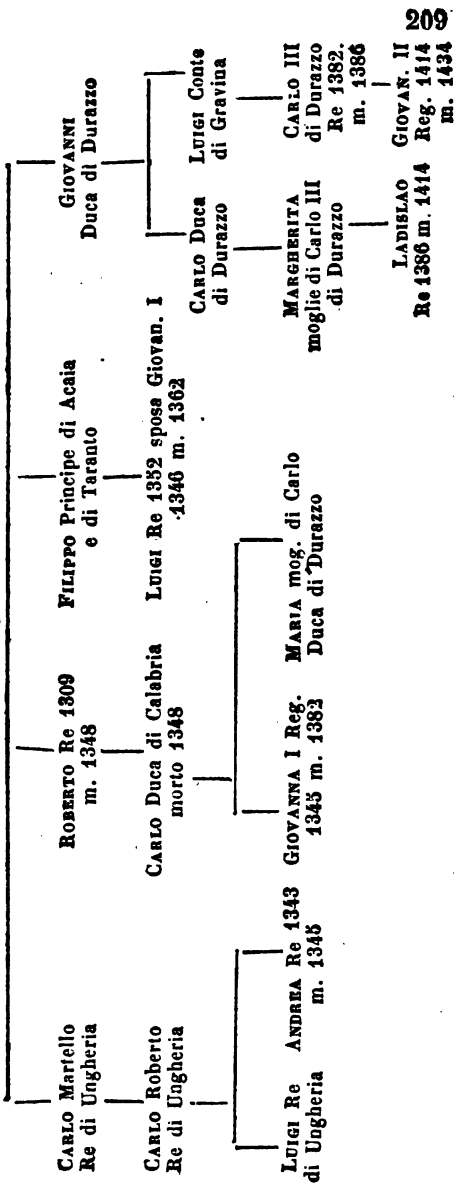 209
CARLO Martello
Re di Ungheria
ROBERTO Re 1309
m. 1348
FILIPPO Principe di Acaia
e di Taranto
GIOVANNI
Duca di Durazzo
CARLO Roberto
Re di Ungheria
CARLO Duca di Calabria
morto 1348
LUIGI Re 1352 sposa Giovan. I
1346 m. 1362
CARLO Duca
di Durazzo
LUIGI Conte
di Gravina
LUIGI Re
di Ungheria
ANDREA Re 1343
m. 1345
GIOVANNA I Reg.
1345 m. 1382
MARIA mog. di Carlo
Duca di Durazzo
MARGHERITA
moglie di Carlo III
di Durazzo
CARLO III
di Durazzo
Re 1382.
m. 1386
LADISLAO
Re 1386 m. 1414
GIOVAN. II
Reg. 1414
m. 1434